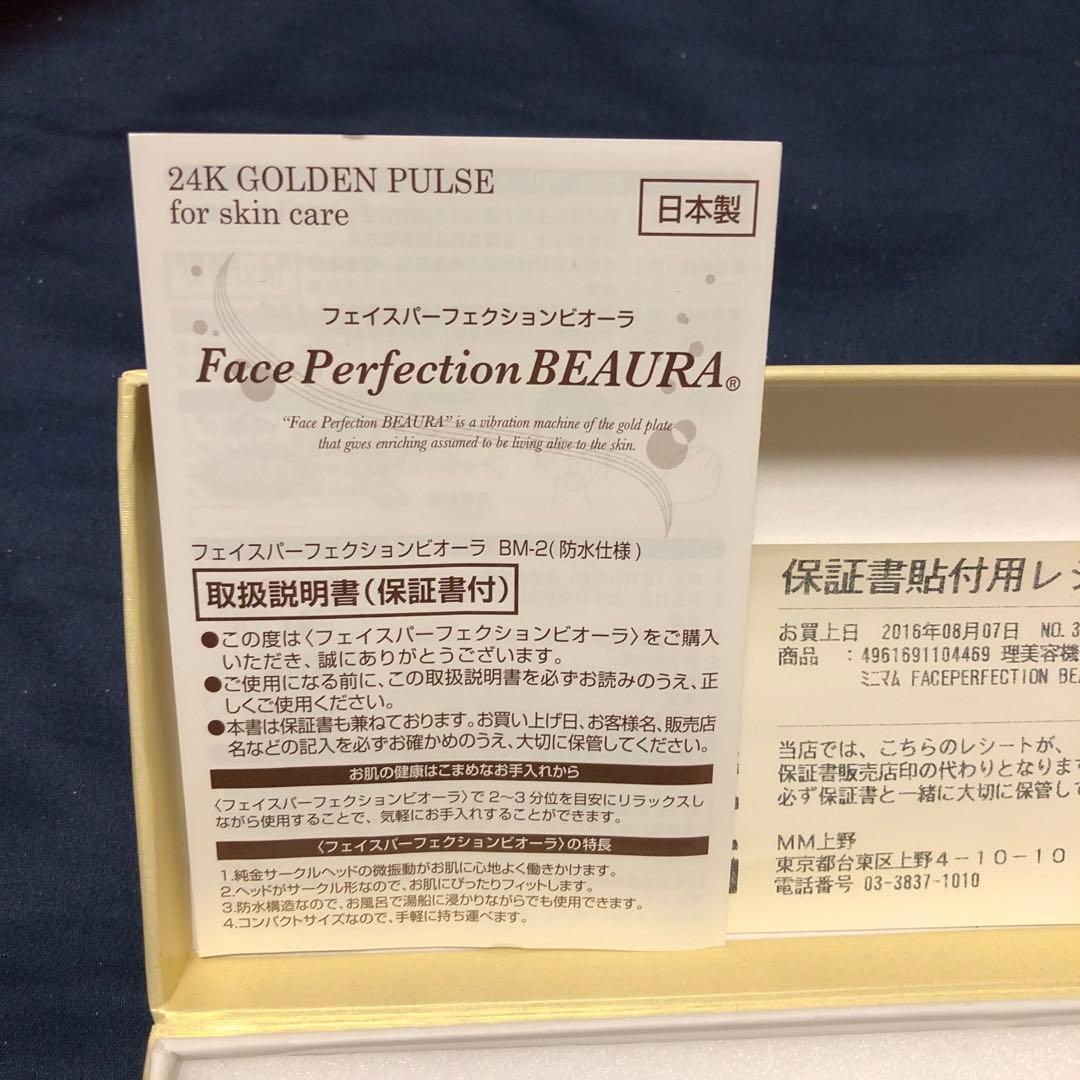 24K GOLDEN PULSE
for skin care
日本製
フェイスパーフェクションビオーラ
Face Perfection BEAURA®
“Face Perfection BEAURA” is a vibration machine of the gold plate
that gives enriching assumed to be living alive to the skin.
フェイスパーフェクションビオーラ BM-2(防水仕様)
取扱説明書(保証書付)
●この度は〈フェイスパーフェクションビオーラ〉をご購入
いただき、誠にありがとうございます。
●ご使用になる前に、この取扱説明書を必ずお読みのうえ、正
しくご使用ください。
●本書は保証書も兼ねております。お買い上げ日、お客様名、販売店
名などの記入を必ずお確かめのうえ、大切に保管してください。
お肌の健康はこまめなお手入れから
〈フェイスパーフェクションビオーラ〉で2〜3分位を目安にリラックスし
ながら使用することで、気軽にお手入れすることができます。
〈フェイスパーフェクションビオーラ〉の特長
1.純金サークルヘッドの微振動がお肌に心地よく働きかけます。
2.ヘッドがサークル形なので、お肌にぴったりフィットします。
3.防水構造なので、お風呂で湯船に浸かりながらでも使用できます。
4.コンパクトサイズなので、手軽に持ち運べます。
保証書貼付用レシ
お買上日 2016年08月07日 NO.3
商品 :4961691104469 理美容機
ミニマム FACEPERFECTION BEA
当店では、こちらのレシートが、
保証書販売店印の代わりとなります
必ず保証書と一緒に大切に保管して
MM上野
東京都台東区上野4-10-10
電話番号 03-3837-1010